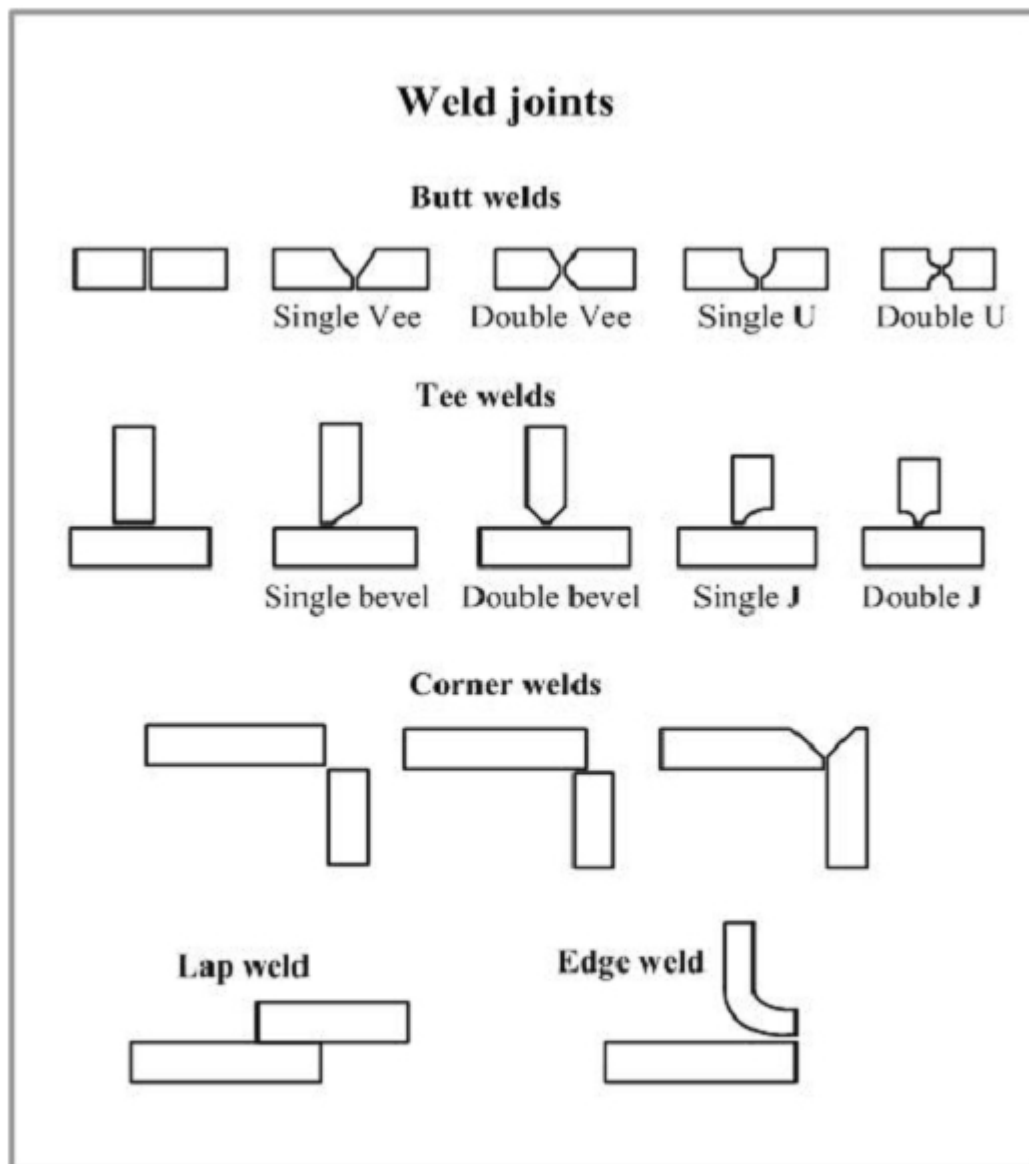 Weld joints
Butt welds
Single Vee Double Vee Single U Double U
Tee welds
Single bevel Double bevel Single J Double J
Corner welds
Lap weld Edge weld